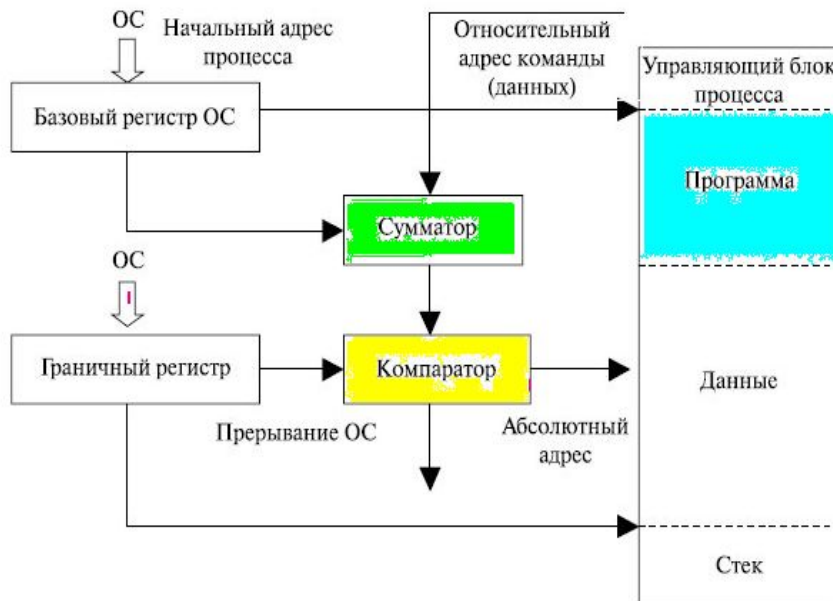 ОС
Начальный адрес
процесса
Относительный
адрес команды
(данных)
Управляющий блок
процесса
Базовый регистр ОС
Программа
Сумматор
ОС
Граничный регистр
Компаратор
Данные
Прерывание ОС
Абсолютный
адрес
Стек